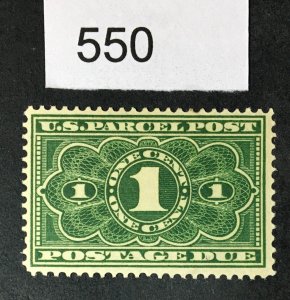 550
U.S. PARCEL POST
ONE CENT
1 1 1
ONE CENT
POSTAGE DUE